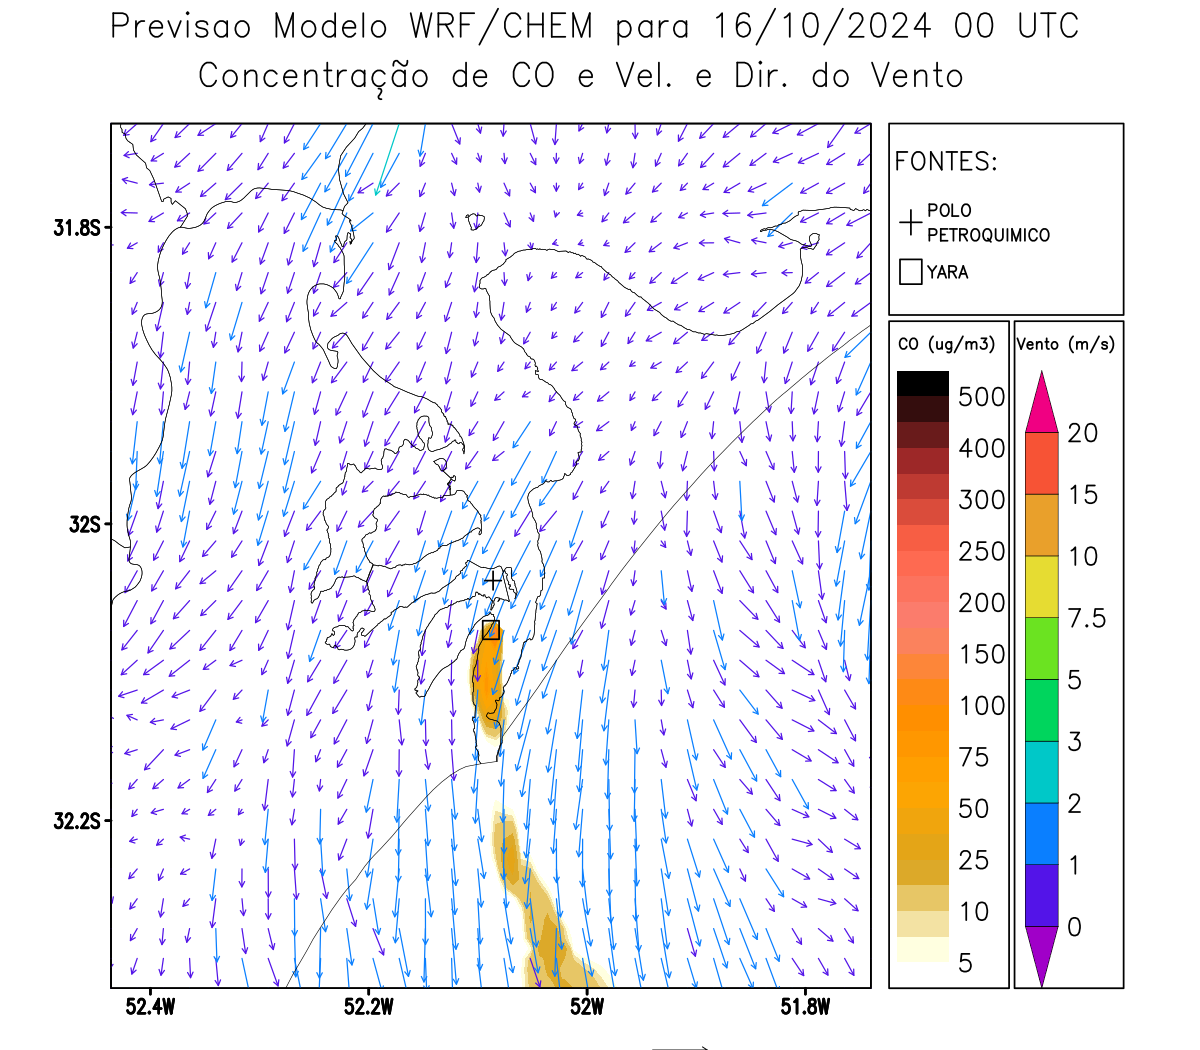 Previsao Modelo WRF/CHEM para 16/10/2024 00 UTC
Concentração de CO e Vel. e Dir. do Vento
FONTES:
POLO
PETROQUIMICO
YARA
CO (ug/m3)
500
400
300
250
200
150
100
75
50
25
10
5
Vento (m/s)
20
15
10
7.5
5
3
2
1
0
31.8S
32S
32.2S
52.4W
52.2W
52W
51.8W